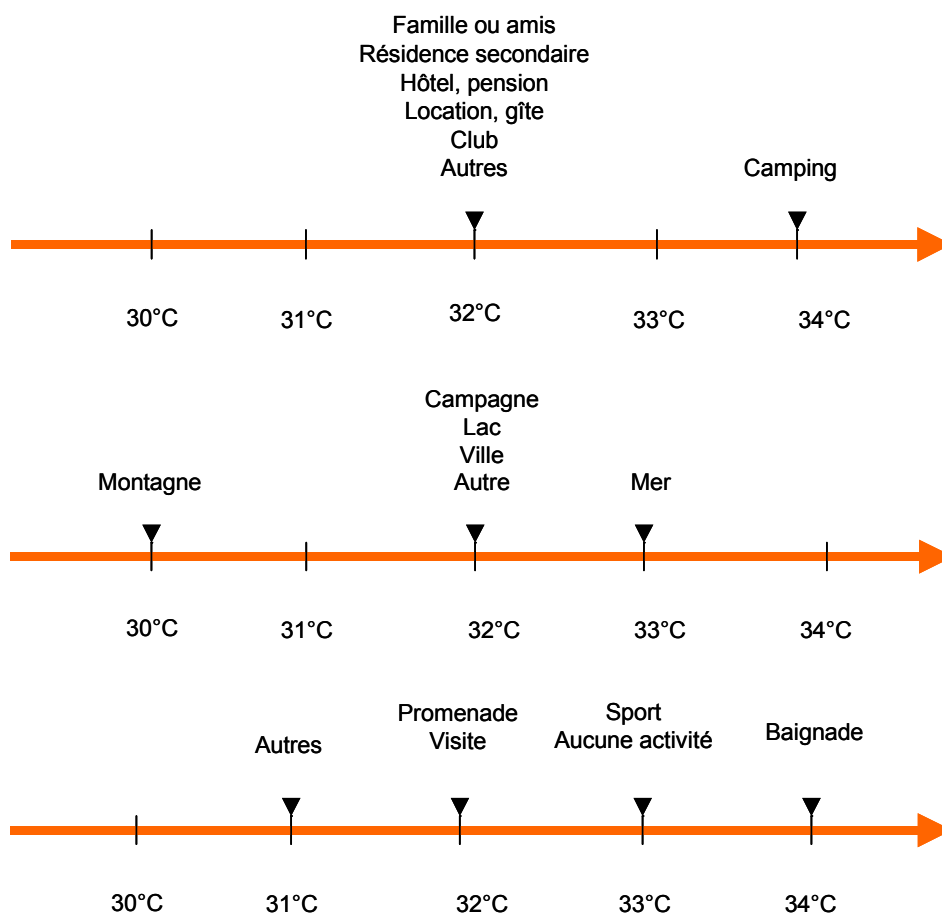 Famille ou amis
Résidence secondaire
Hôtel, pension
Location, gîte
Club
Autres
Camping
30°C
31°C
32°C
33°C
34°C
Campagne
Lac
Ville
Autre
Montagne
Mer
30°C
31°C
32°C
33°C
34°C
Autres
Promenade
Visite
Sport
Aucune activité
Baignade
30°C
31°C
32°C
33°C
34°C